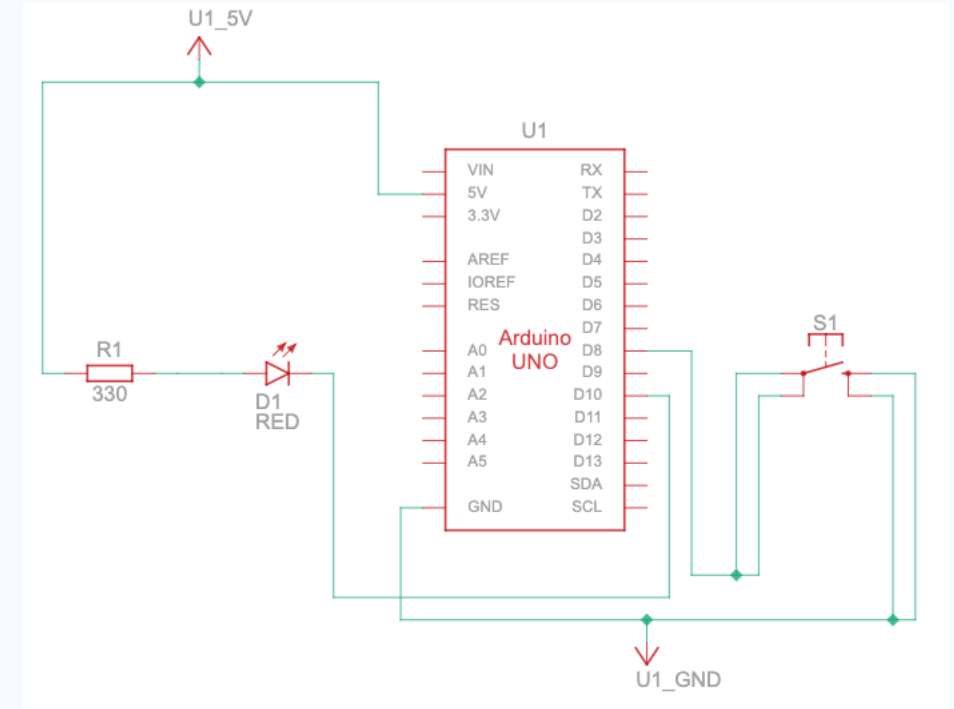 U1_5V
U1
VIN
5V
3.3V
AREF
IOREF
RES
A0
A1
A2
A3
A4
A5
GND
Arduino
UNO
RX
TX
D2
D3
D4
D5
D6
D7
D8
D9
D10
D11
D12
D13
SDA
SCL
R1
330
D1
RED
S1
U1_GND